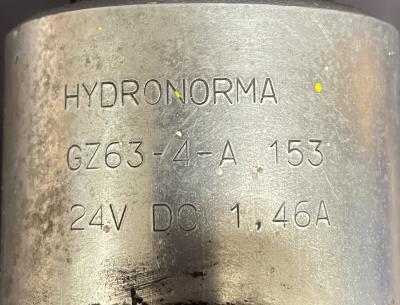 HYDRONORMA
GZ63-4-A 153
24V DC 1,46A